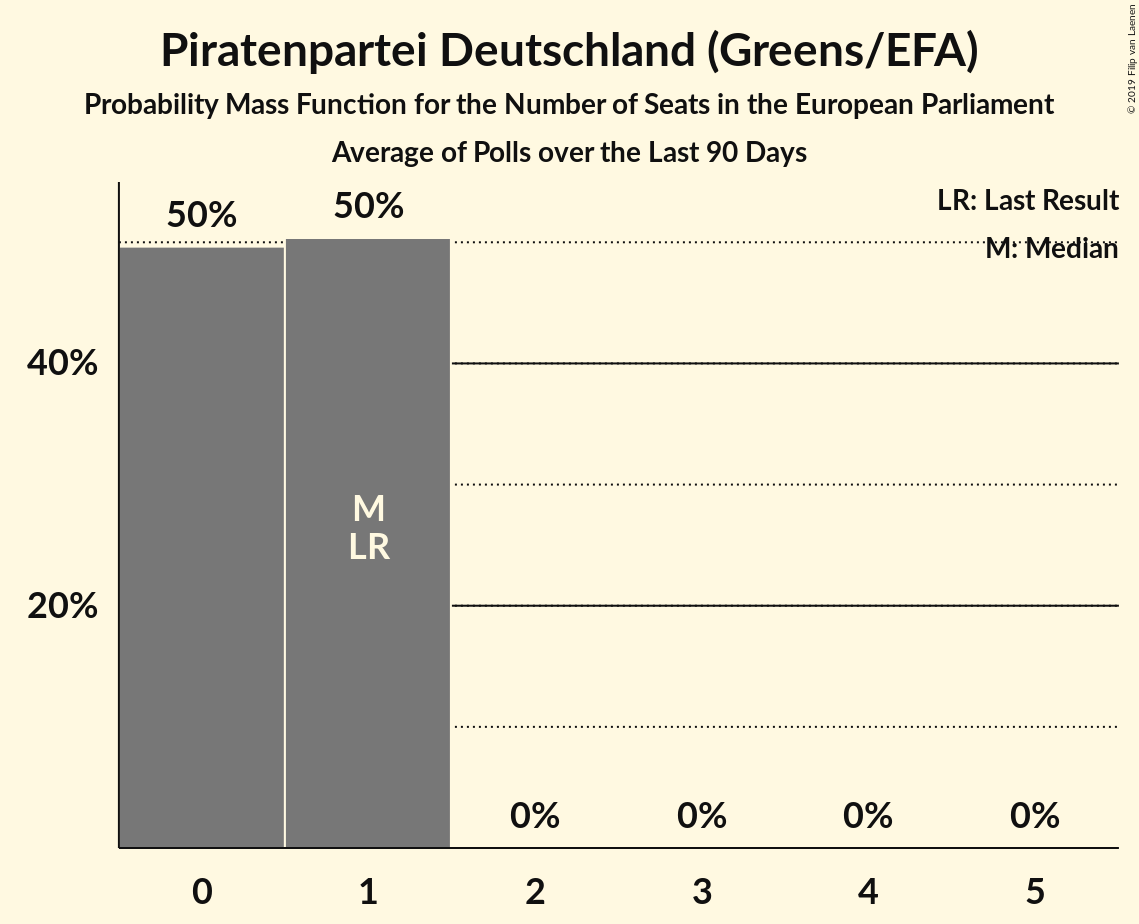 Piratenpartei Deutschland (Greens/EFA)
Probability Mass Function for the Number of Seats in the European Parliament
Average of Polls over the Last 90 Days
© 2019 Filip van Laenen
LR: Last Result
M: Median
50%
50%
40%
20%
M
LR
0%
0%
0%
0%
0
1
2
3
4
5